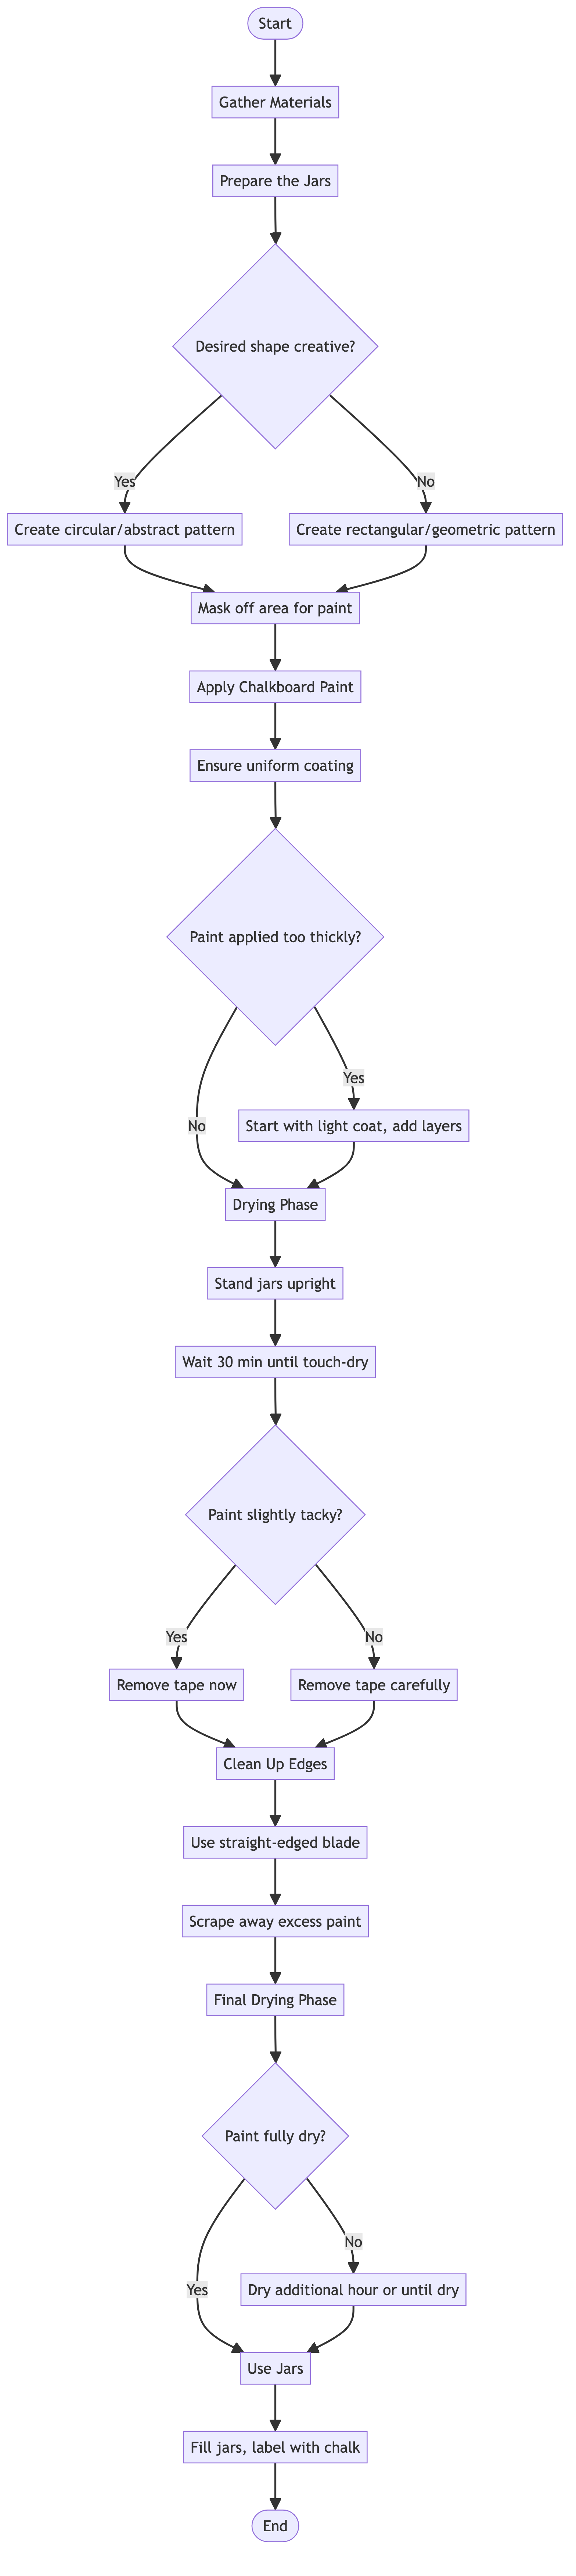 Start
Gather Materials
Prepare the Jars
Desired shape creative?
Yes
No
Create circular/abstract pattern
Create rectangular/geometric pattern
Mask off area for paint
Apply Chalkboard Paint
Ensure uniform coating
Paint applied too thickly?
Yes
No
Start with light coat, add layers
Drying Phase
Stand jars upright
Wait 30 min until touch-dry
Paint slightly tacky?
Yes
No
Remove tape now
Remove tape carefully
Clean Up Edges
Use straight-edged blade
Scrape away excess paint
Final Drying Phase
Paint fully dry?
No
Yes
Dry additional hour or until dry
Use Jars
Fill jars, label with chalk
End